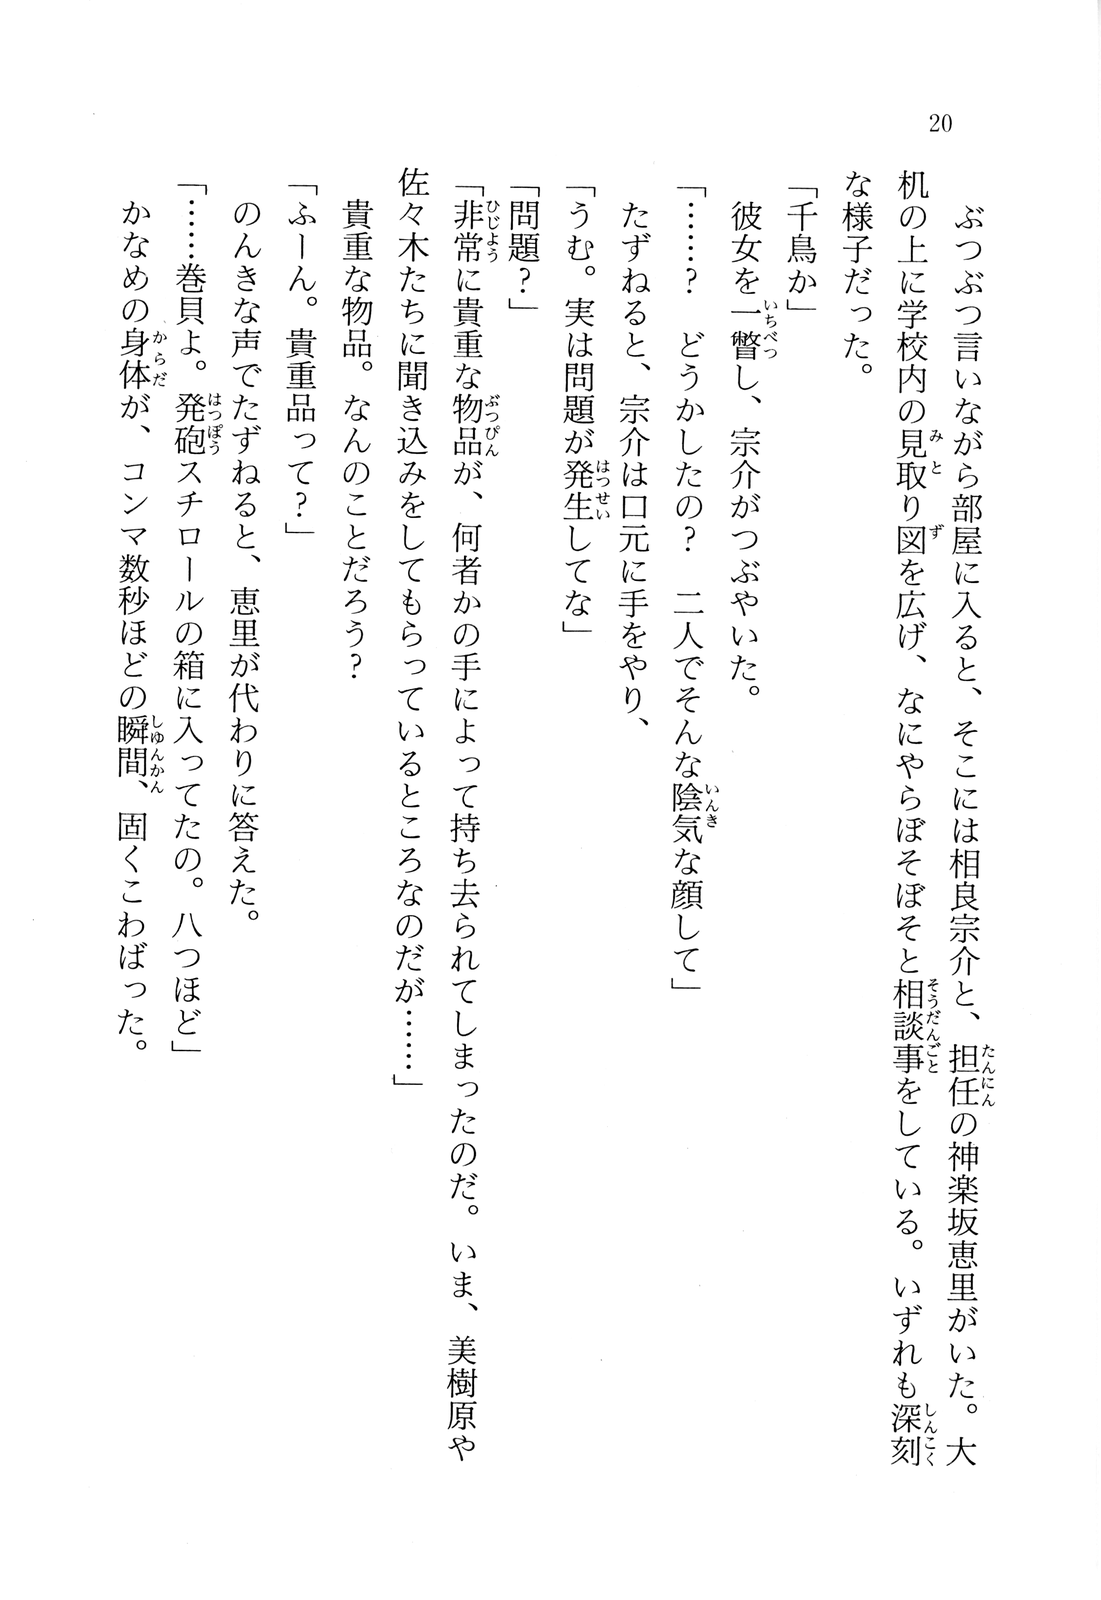 20
　ぶつぶつ言いながら部屋に入ると、そこには相良宗介と、担任の神楽坂恵里がいた。大
机の上に学校内の見取り図を広げ、なにやらぼそぼそと相談事をしている。いずれも深刻
な様子だった。
「千鳥か」
　彼女を一瞥し、宗介がつぶやいた。
「……？　どうかしたの？　二人でそんな陰気な顔して」
　たずねると、宗介は口元に手をやり、
「うむ。実は問題が発生してな」
「問題？」
「非常に貴重な物品が、何者かの手によって持ち去られてしまったのだ。いま、美樹原や
佐々木たちに聞き込みをしてもらっているところなのだが……」
　貴重な物品。なんのことだろう？
「ふーん。貴重品って？」
　のんきな声でたずねると、恵里が代わりに答えた。
「……巻貝よ。発砲スチロールの箱に入ってたの。八つほど」
　かなめの身体が、コンマ数秒ほどの瞬間、固くこわばった。